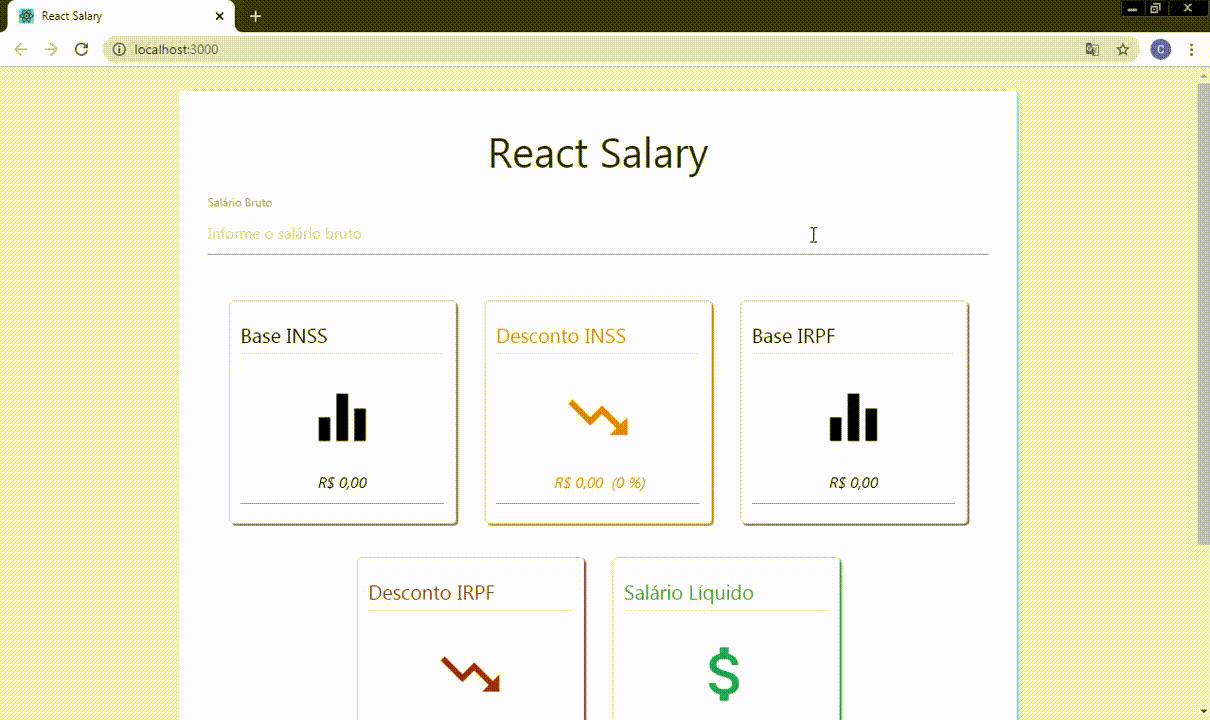 React Salary
localhost:3000
C
React Salary
Salário Bruto
Informe o salário bruto
Base INSS
Desconto INSS
Base IRPF
R$ 0,00
R$ 0,00 (0 %)
R$ 0,00
Desconto IRPF
Salário Líquido